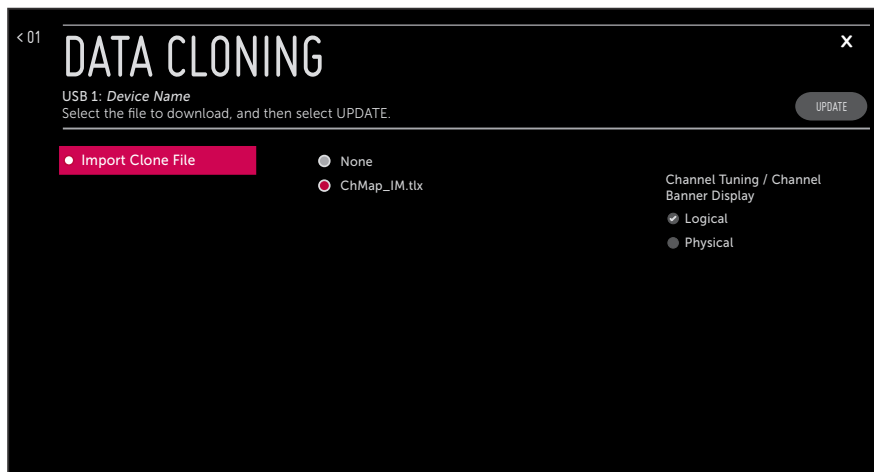 < 01
DATA CLONING
X
USB 1: Device Name
Select the file to download, and then select UPDATE.
UPDATE
Import Clone File
None
ChMap_IM.tlx
Channel Tuning / Channel
Banner Display
Logical
Physical